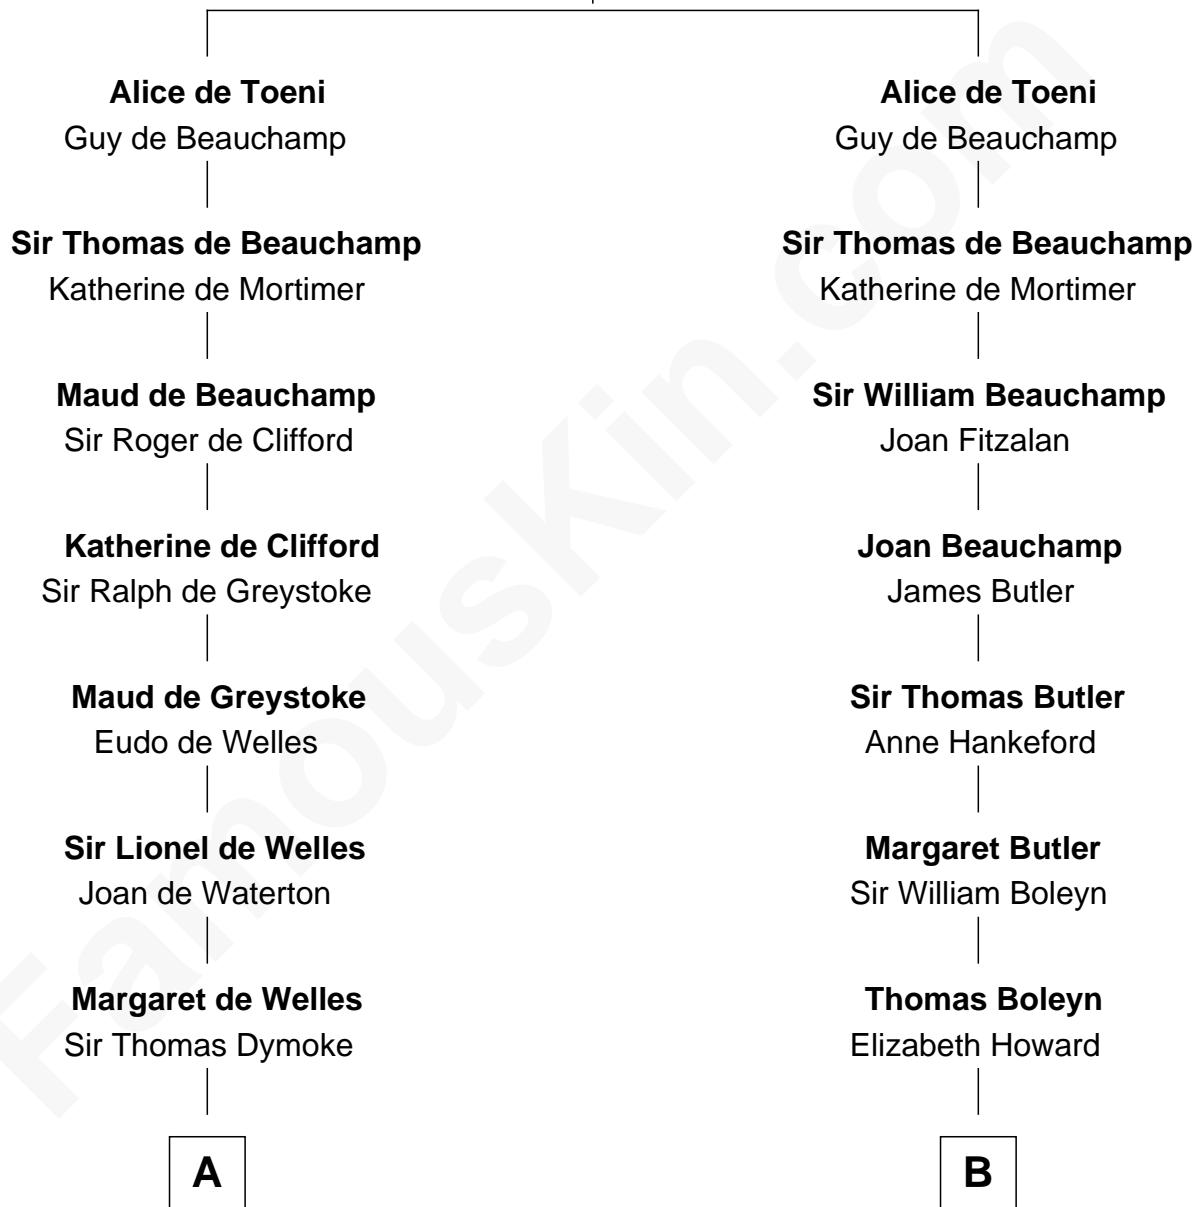 Alice de Toeni
Guy de Beauchamp
Sir Thomas de Beauchamp
Katherine de Mortimer
Maud de Beauchamp
Sir Roger de Clifford
Katherine de Clifford
Sir Ralph de Greystoke
Maud de Greystoke
Eudo de Welles
Sir Lionel de Welles
Joan de Waterton
Margaret de Welles
Sir Thomas Dymoke
A
Alice de Toeni
Guy de Beauchamp
Sir Thomas de Beauchamp
Katherine de Mortimer
Sir William Beauchamp
Joan Fitzalan
Joan Beauchamp
James Butler
Sir Thomas Butler
Anne Hankeford
Margaret Butler
Sir William Boleyn
Thomas Boleyn
Elizabeth Howard
B
FamousKin.com